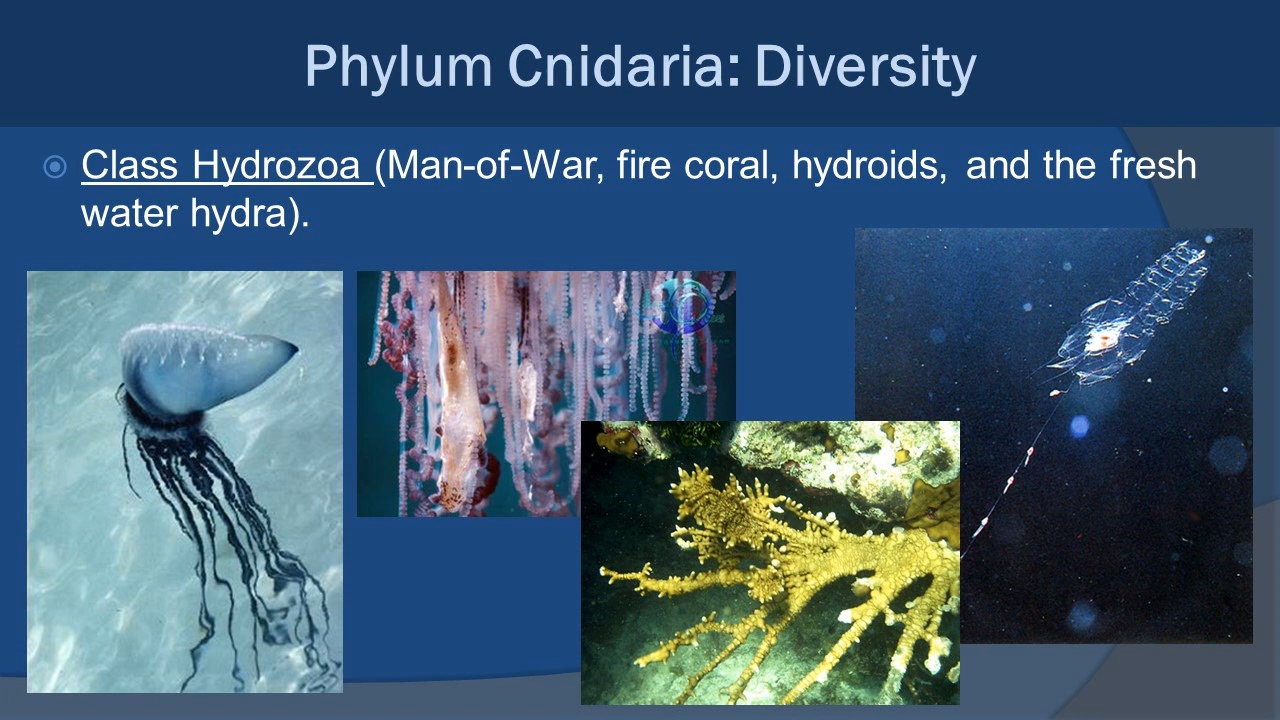 Phylum Cnidaria: Diversity
Class Hydrozoa (Man-of-War, fire coral, hydroids, and the fresh
water hydra).